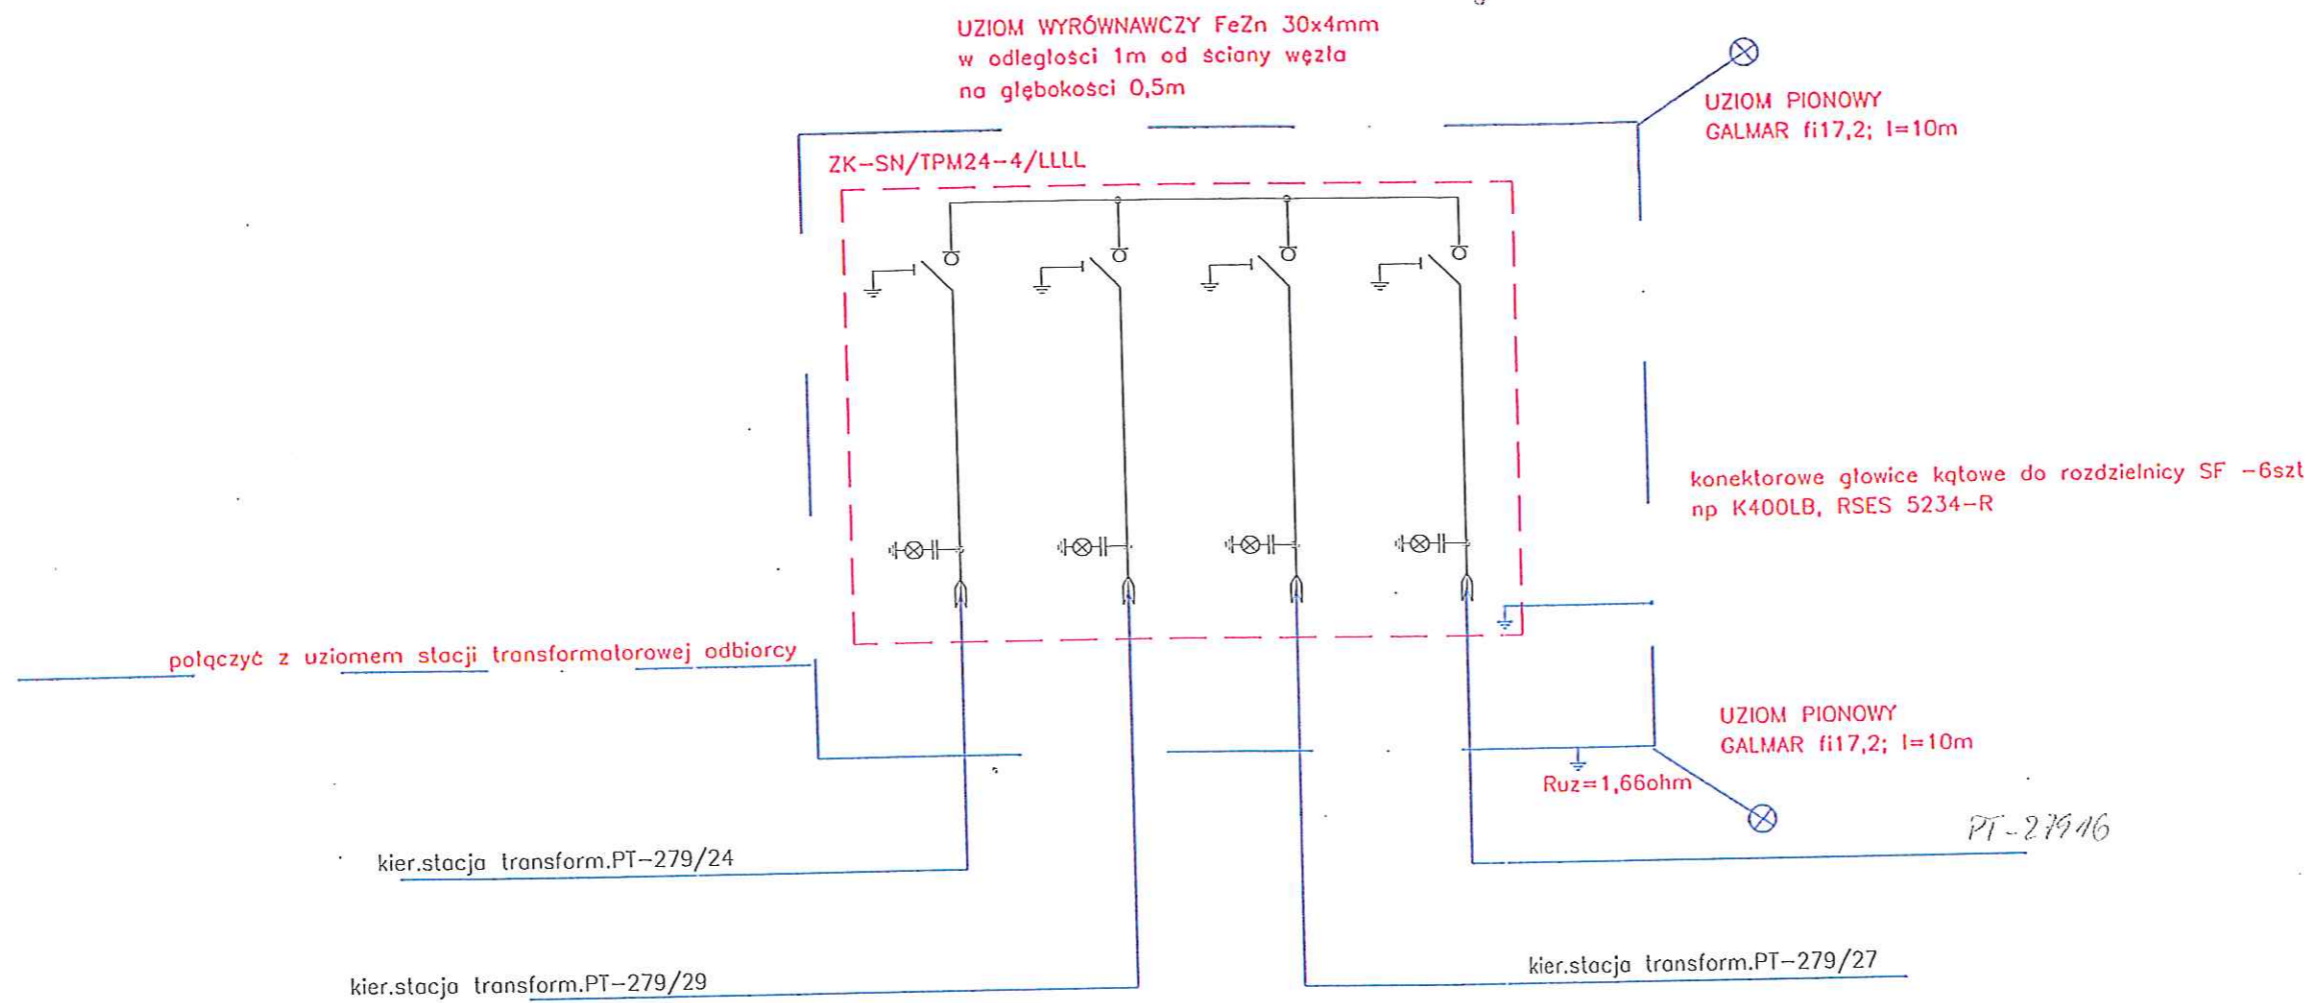 UZIOM WYRÓWNAWCZY FeZn 30x4mm
w odległości 1m od ściany węzła
na głębokości 0,5m
UZIOM PIONOWY
GALMAR fi17,2; l=10m
ZK-SN/TPM24-4/LLLL
konektorowe głowice kątowe do rozdzielnicy SF -6szt
np K400LB, RSES 5234-R
połączyć z uziomem stacji transformatorowej odbiorcy
UZIOM PIONOWY
GALMAR fi17,2; l=10m
Ruz=1,66ohm
PT-27916
kier.stacja transform.PT-279/24
kier.stacja transform.PT-279/27
kier.stacja transform.PT-279/29